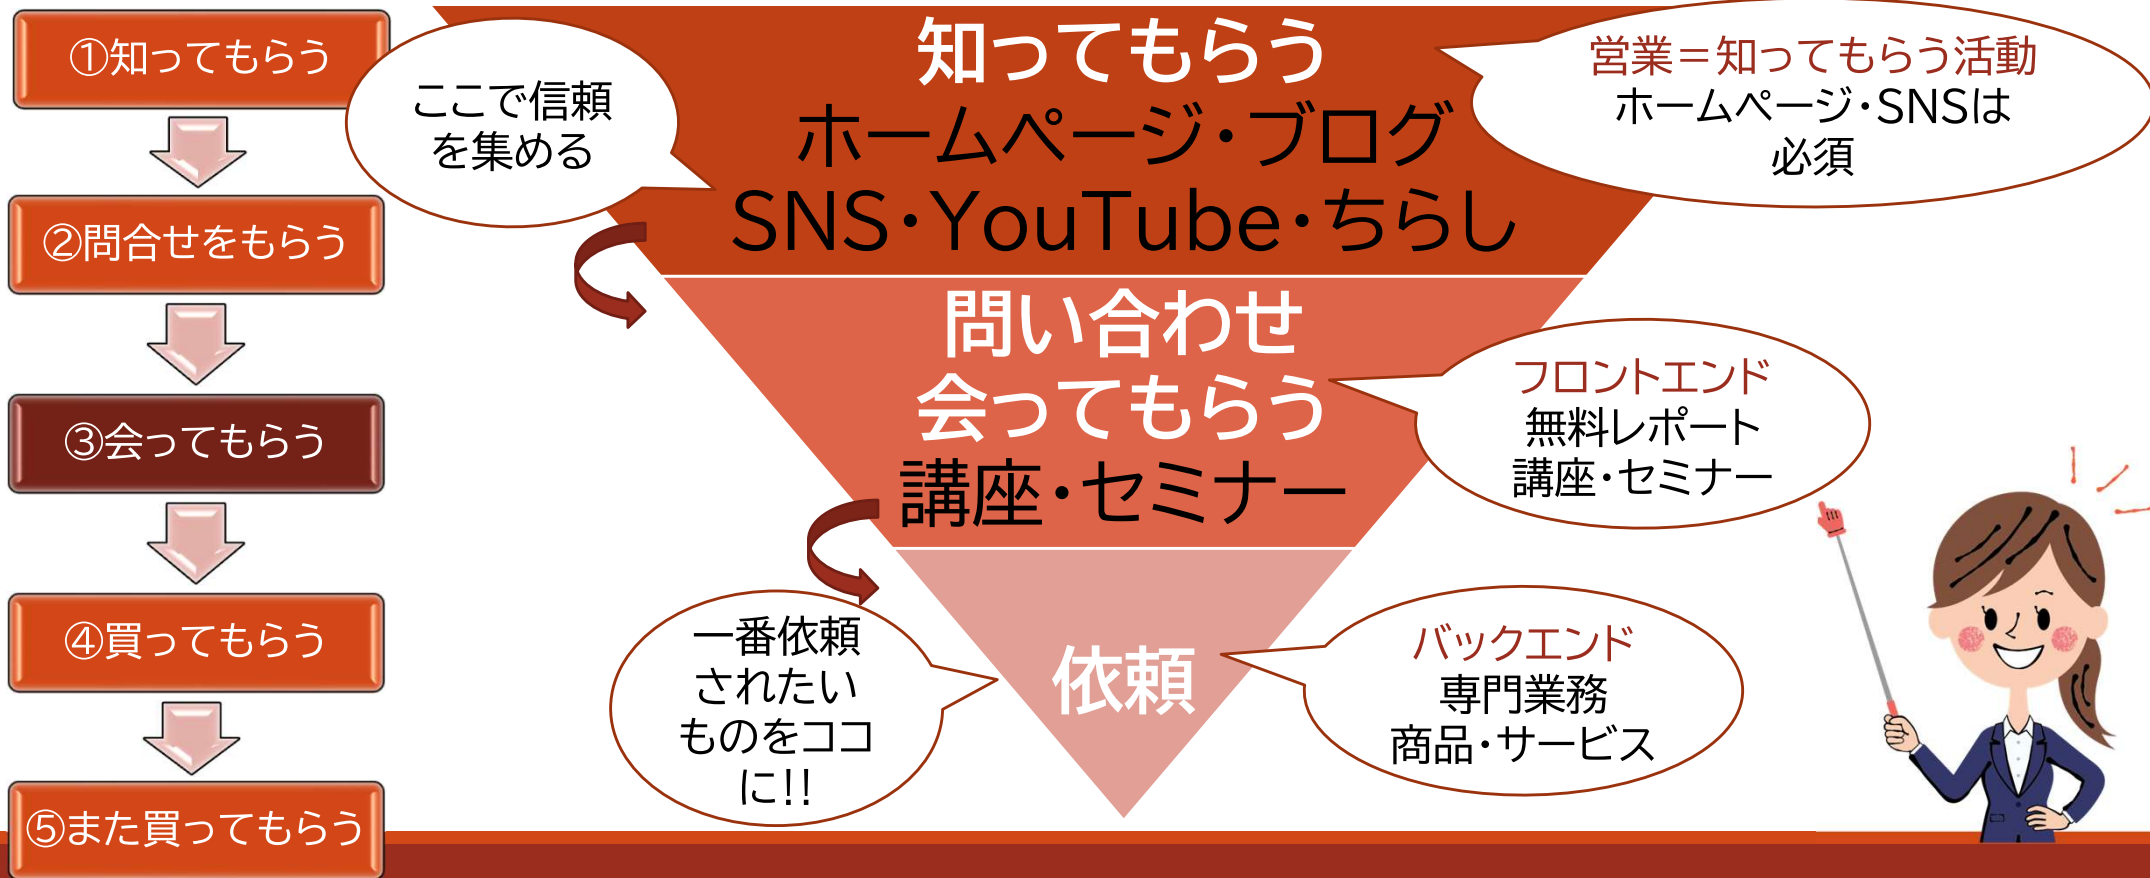 ①知ってもらう
②問合せをもらう
③会ってもらう
④買ってもらう
⑤また買ってもらう
ここで信頼
を集める
知ってもらう
ホームページ・ブログ
SNS・YouTube・ちらし
営業＝知ってもらう活動
ホームページ・SNSは
必須
問い合わせ
会ってもらう
講座・セミナー
フロントエンド
無料レポート
講座・セミナー
一番依頼
されたい
ものをココ
に!!
依頼
バックエンド
専門業務
商品・サービス